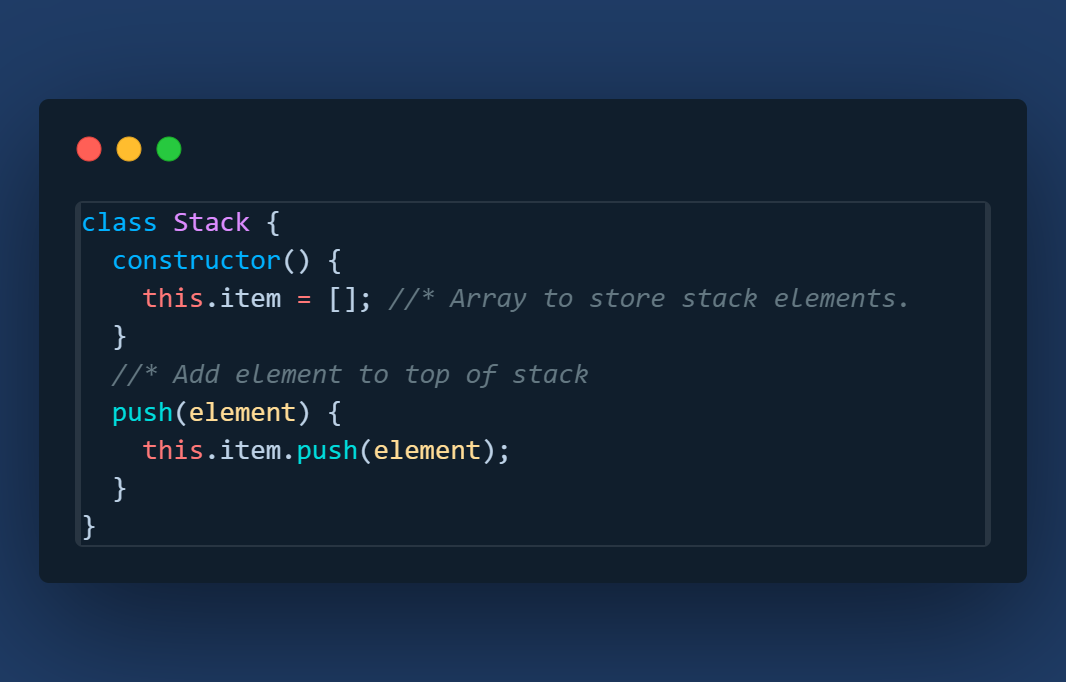 class Stack {
  constructor() {
    this.item = []; //* Array to store stack elements.
  }
  //* Add element to top of stack
  push(element) {
    this.item.push(element);
  }
}